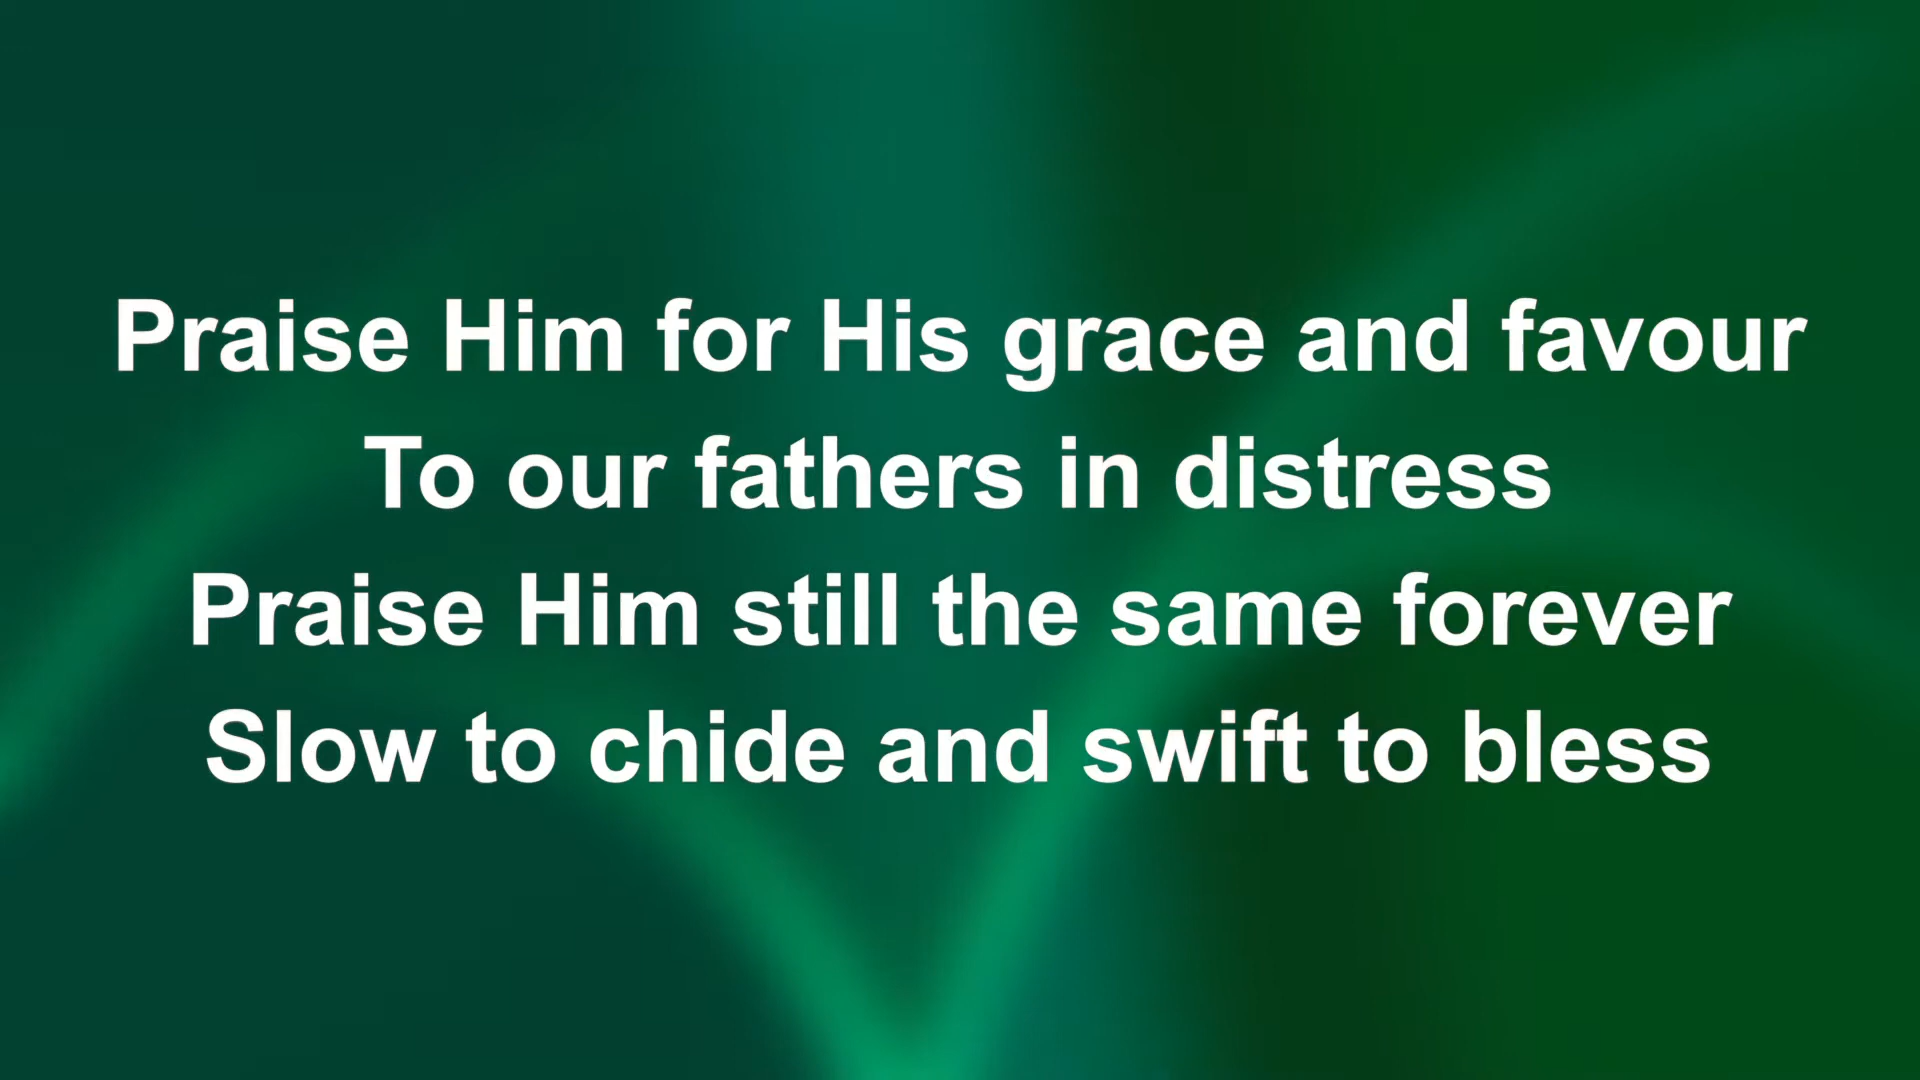 Praise Him for His grace and favour
To our fathers in distress
Praise Him still the same forever
Slow to chide and swift to bless